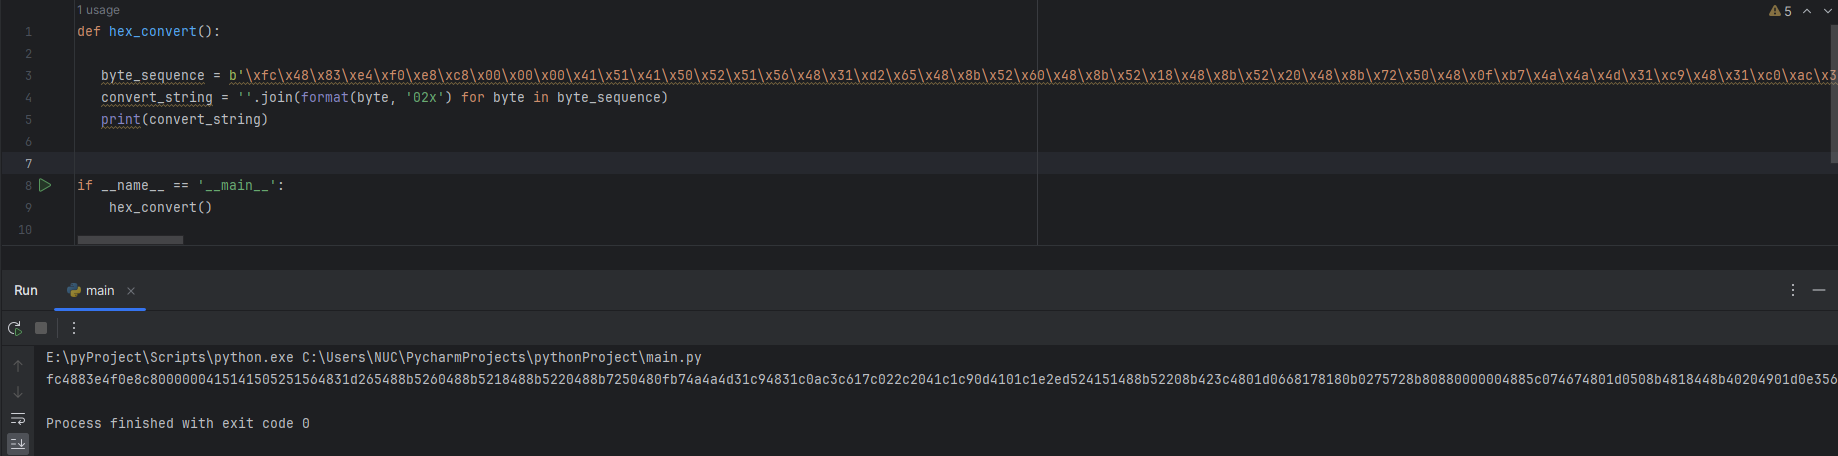 1 usage
5
1 def hex_convert():
2
3 byte_sequence = b'\xfc\x48\x83\xe4\xf0\xe8\xc8\x00\x00\x00\x41\x51\x41\x50\x52\x51\x56\x48\x31\xd2\x65\x48\x8b\x52\x60\x48\x8b\x52\x18\x48\x8b\x52\x20\x48\x8b\x72\x50\x48\x0f\xb7\x4a\x4a\x4d\x31\xc9\x48\x31\xc0\xac\x3
4 convert_string = ''.join(format(byte, '02x') for byte in byte_sequence)
5 print(convert_string)
6
7
8 if __name__ == '__main__':
9 hex_convert()
10
Run main
E:\pyProject\Scripts\python.exe C:\Users\NUC\PycharmProjects\pythonProject\main.py
fc4883e4f0e8c8000000415141505251564831d265488b5260488b5218488b5220488b7250480fb74a4a4d31c94831c0ac3c617c022c2041c1c90d4101c1e2ed524151488b52208b423c4801d0668178180b0275728b80880000004885c074674801d0508b4818448b40204901d0e356
Process finished with exit code 0